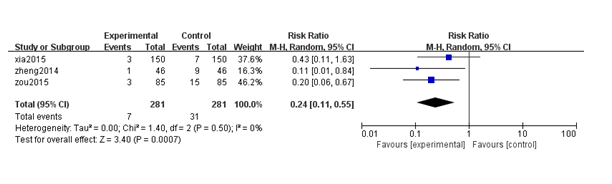 Experimental Control Risk Ratio Risk Ratio
Study or Subgroup Events Total Events Total Weight M-H, Random, 95% CI M-H, Random, 95% CI
xia2015 3 150 7 150 37.6% 0.43 [0.11, 1.63]
zheng2014 1 46 9 46 16.3% 0.11 [0.01, 0.84]
zou2015 3 85 15 85 46.2% 0.20 [0.06, 0.67]
Total (95% CI) 281 281 100.0% 0.24 [0.11, 0.55]
Total events 7 31
Heterogeneity: Tau² = 0.00; Chi² = 1.40, df = 2 (P = 0.50); I² = 0%
Test for overall effect: Z = 3.40 (P = 0.0007)
0.01 0.1 1 10 100
Favours [experimental] Favours [control]